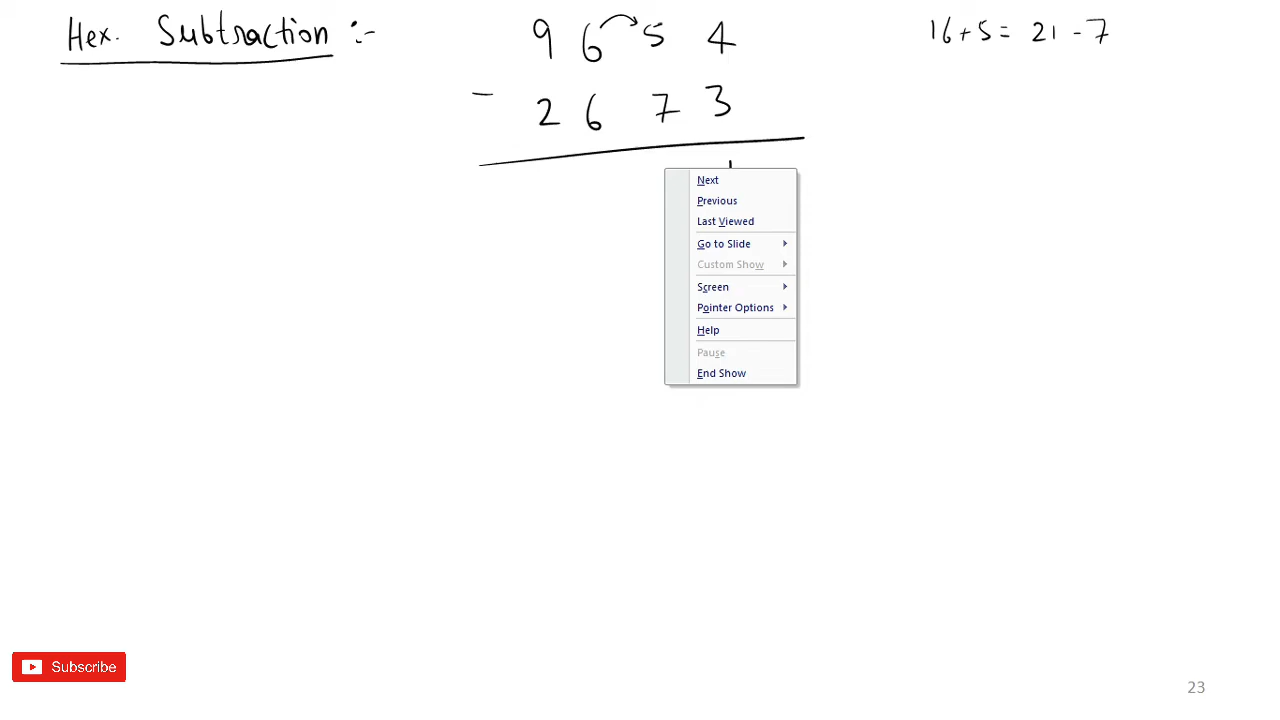 Hex. Subtraction :-
9 6 5 4
- 2 6 7 3
1
16+5= 21 - 7
Next
Previous
Last Viewed
Go to Slide
Custom Show
Screen
Pointer Options
Help
Pause
End Show
Subscribe
23